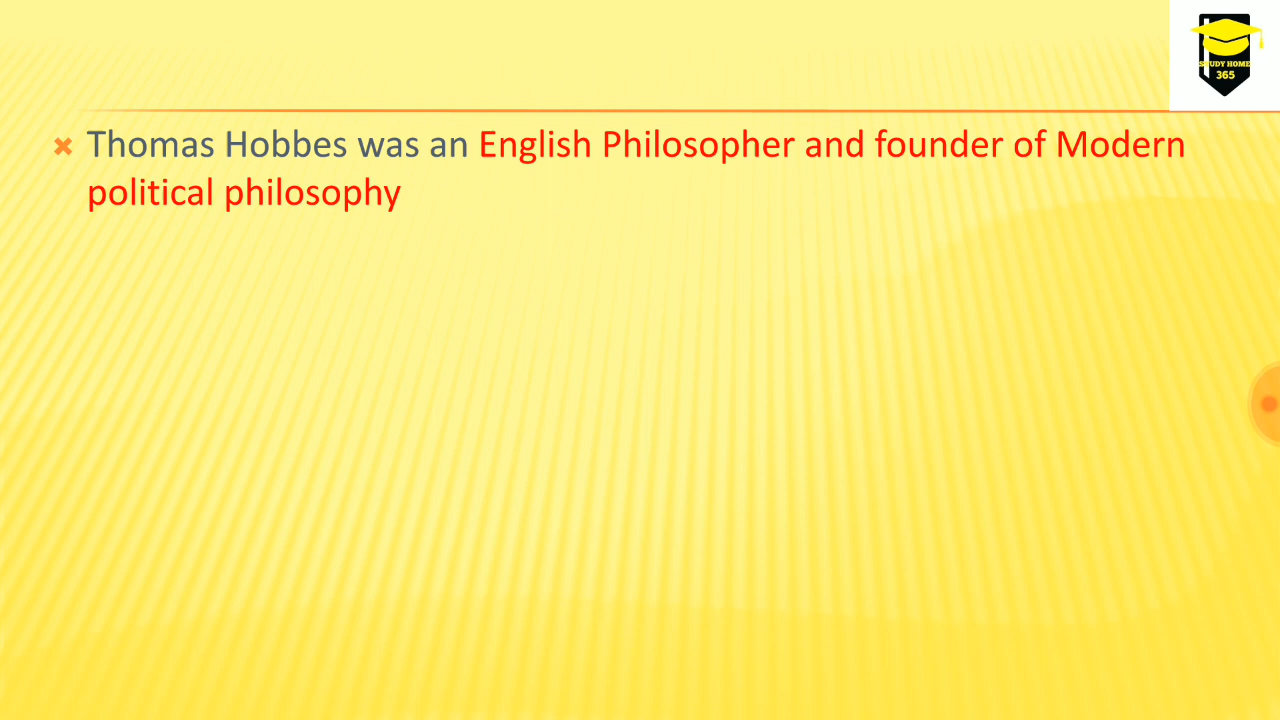 STUDY HOME
365
Thomas Hobbes was an English Philosopher and founder of Modern
political philosophy